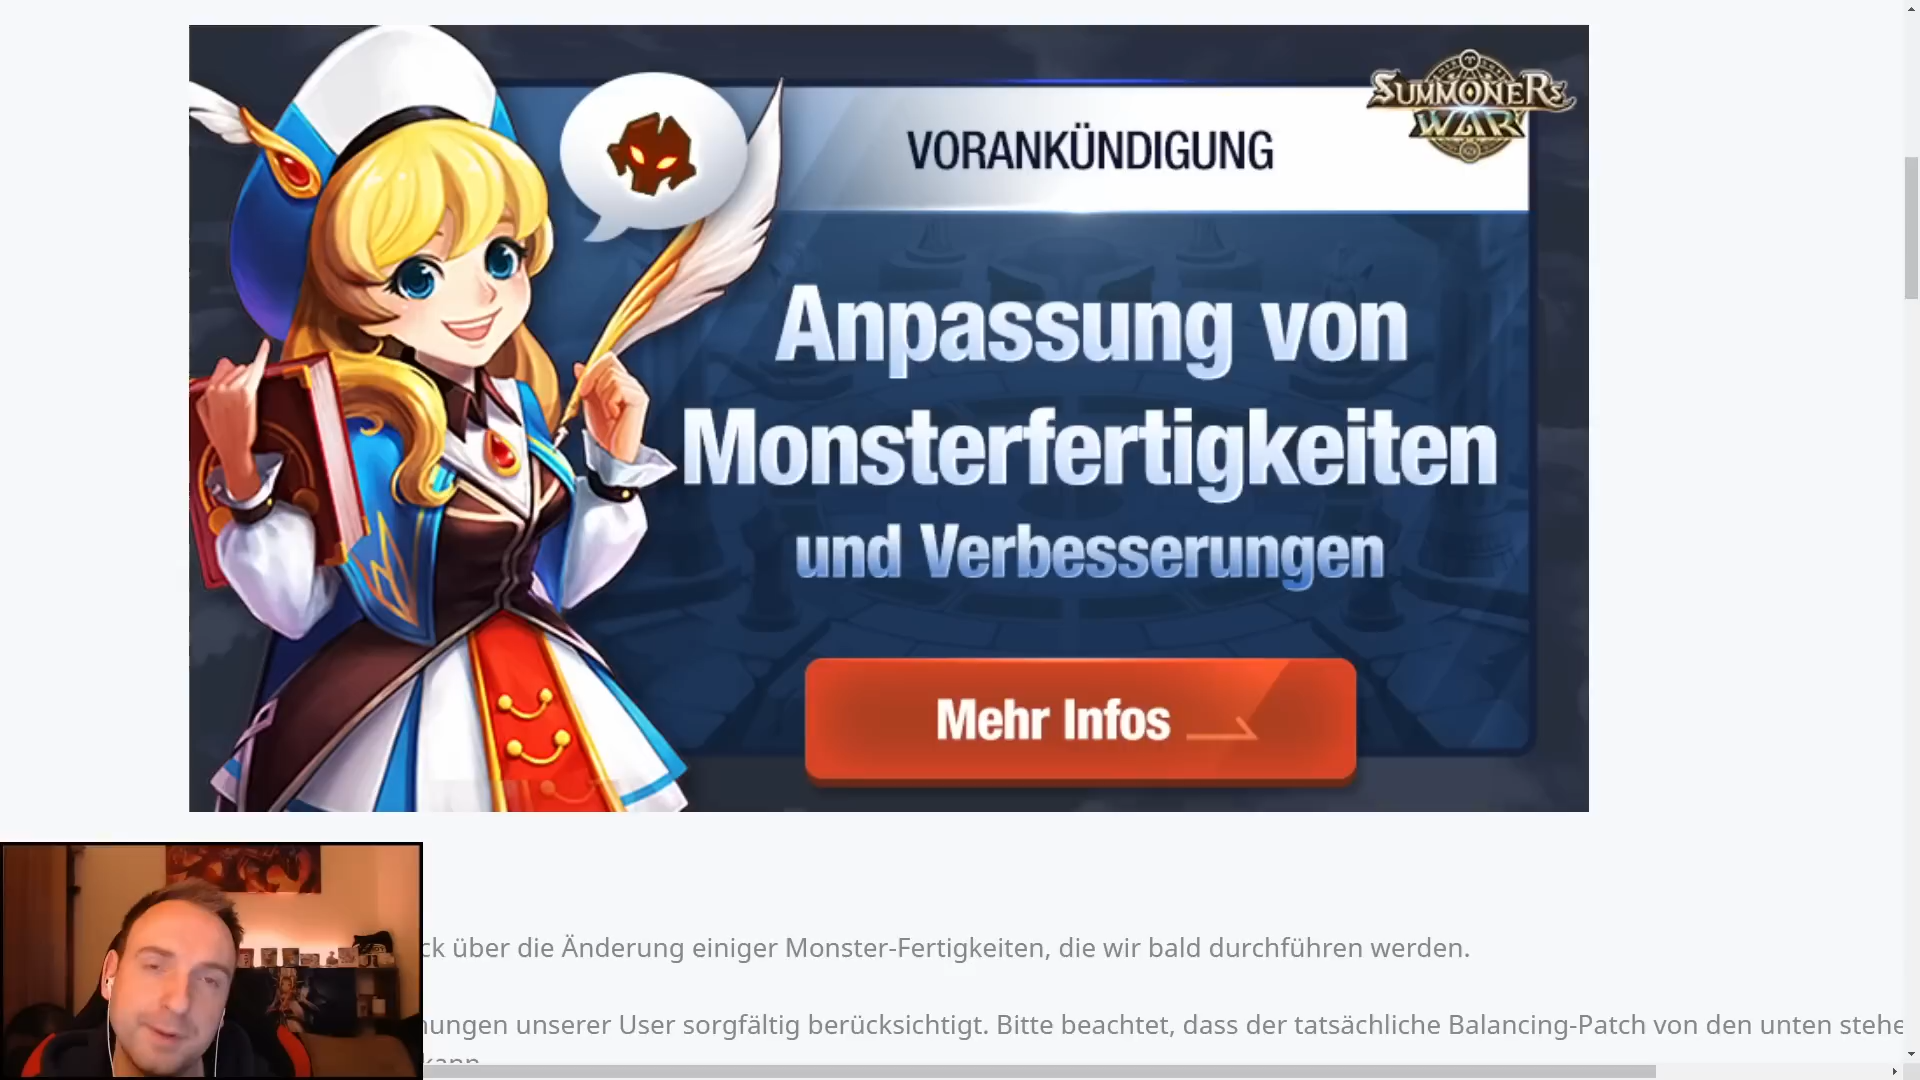 SUMMONERS
WAR
VORANKÜNDIGUNG
Anpassung von
Monsterfertigkeiten
und Verbesserungen
Mehr Infos
ck über die Änderung einiger Monster-Fertigkeiten, die wir bald durchführen werden.
nungen unserer User sorgfältig berücksichtigt. Bitte beachtet, dass der tatsächliche Balancing-Patch von den unten stehe
kann